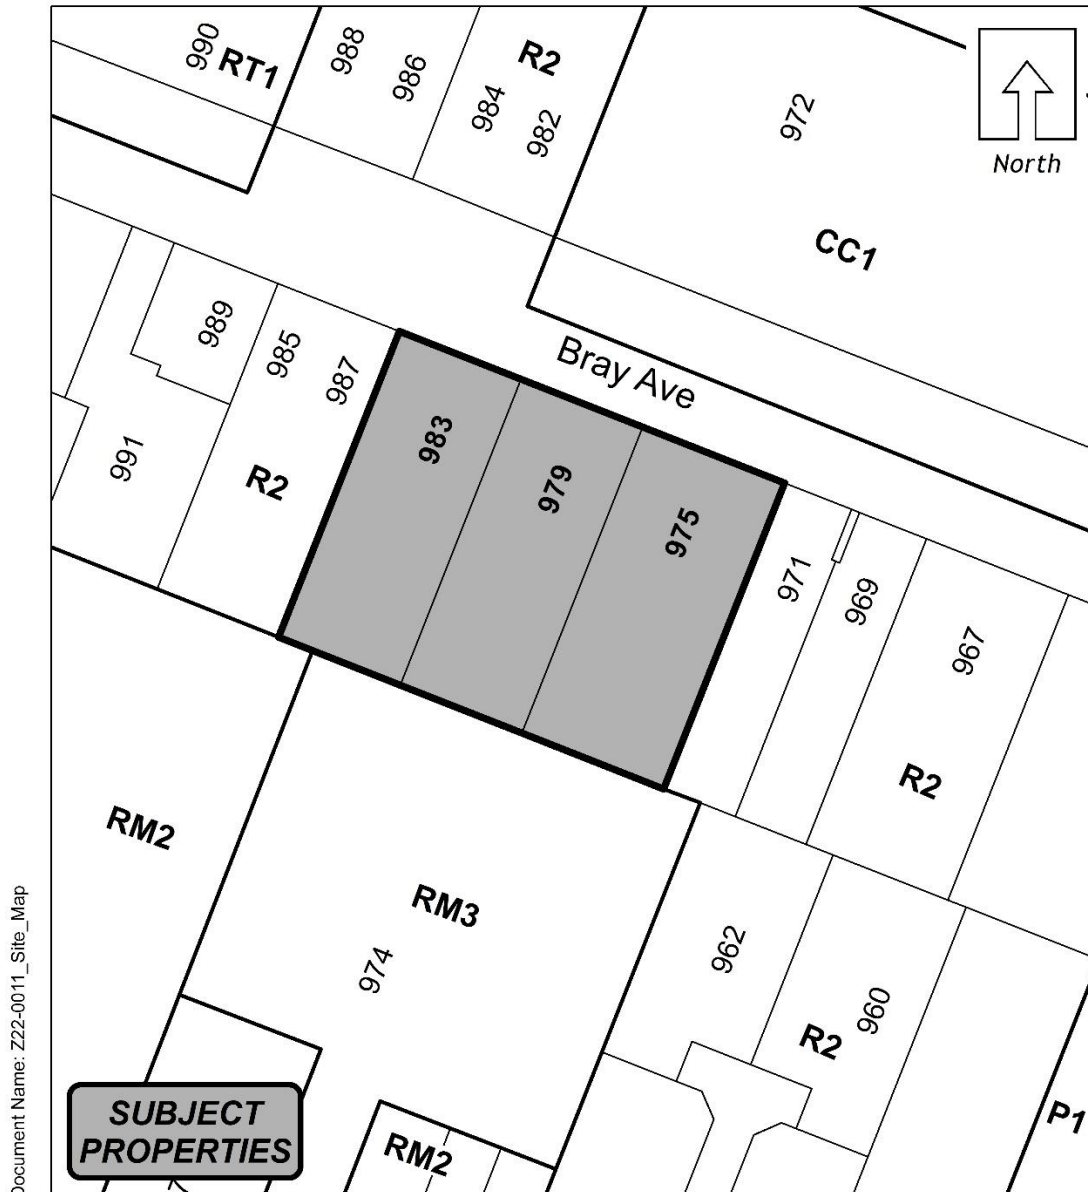 990
RT1
988
986
R2
984
982
972
North
CC1
Bray Ave
989
985
987
991
R2
983
979
975
971
969
967
R2
RM2
RM3
974
962
960
R2
P1
RM2
SUBJECT
PROPERTIES
Document Name: Z22-0011_Site_Map